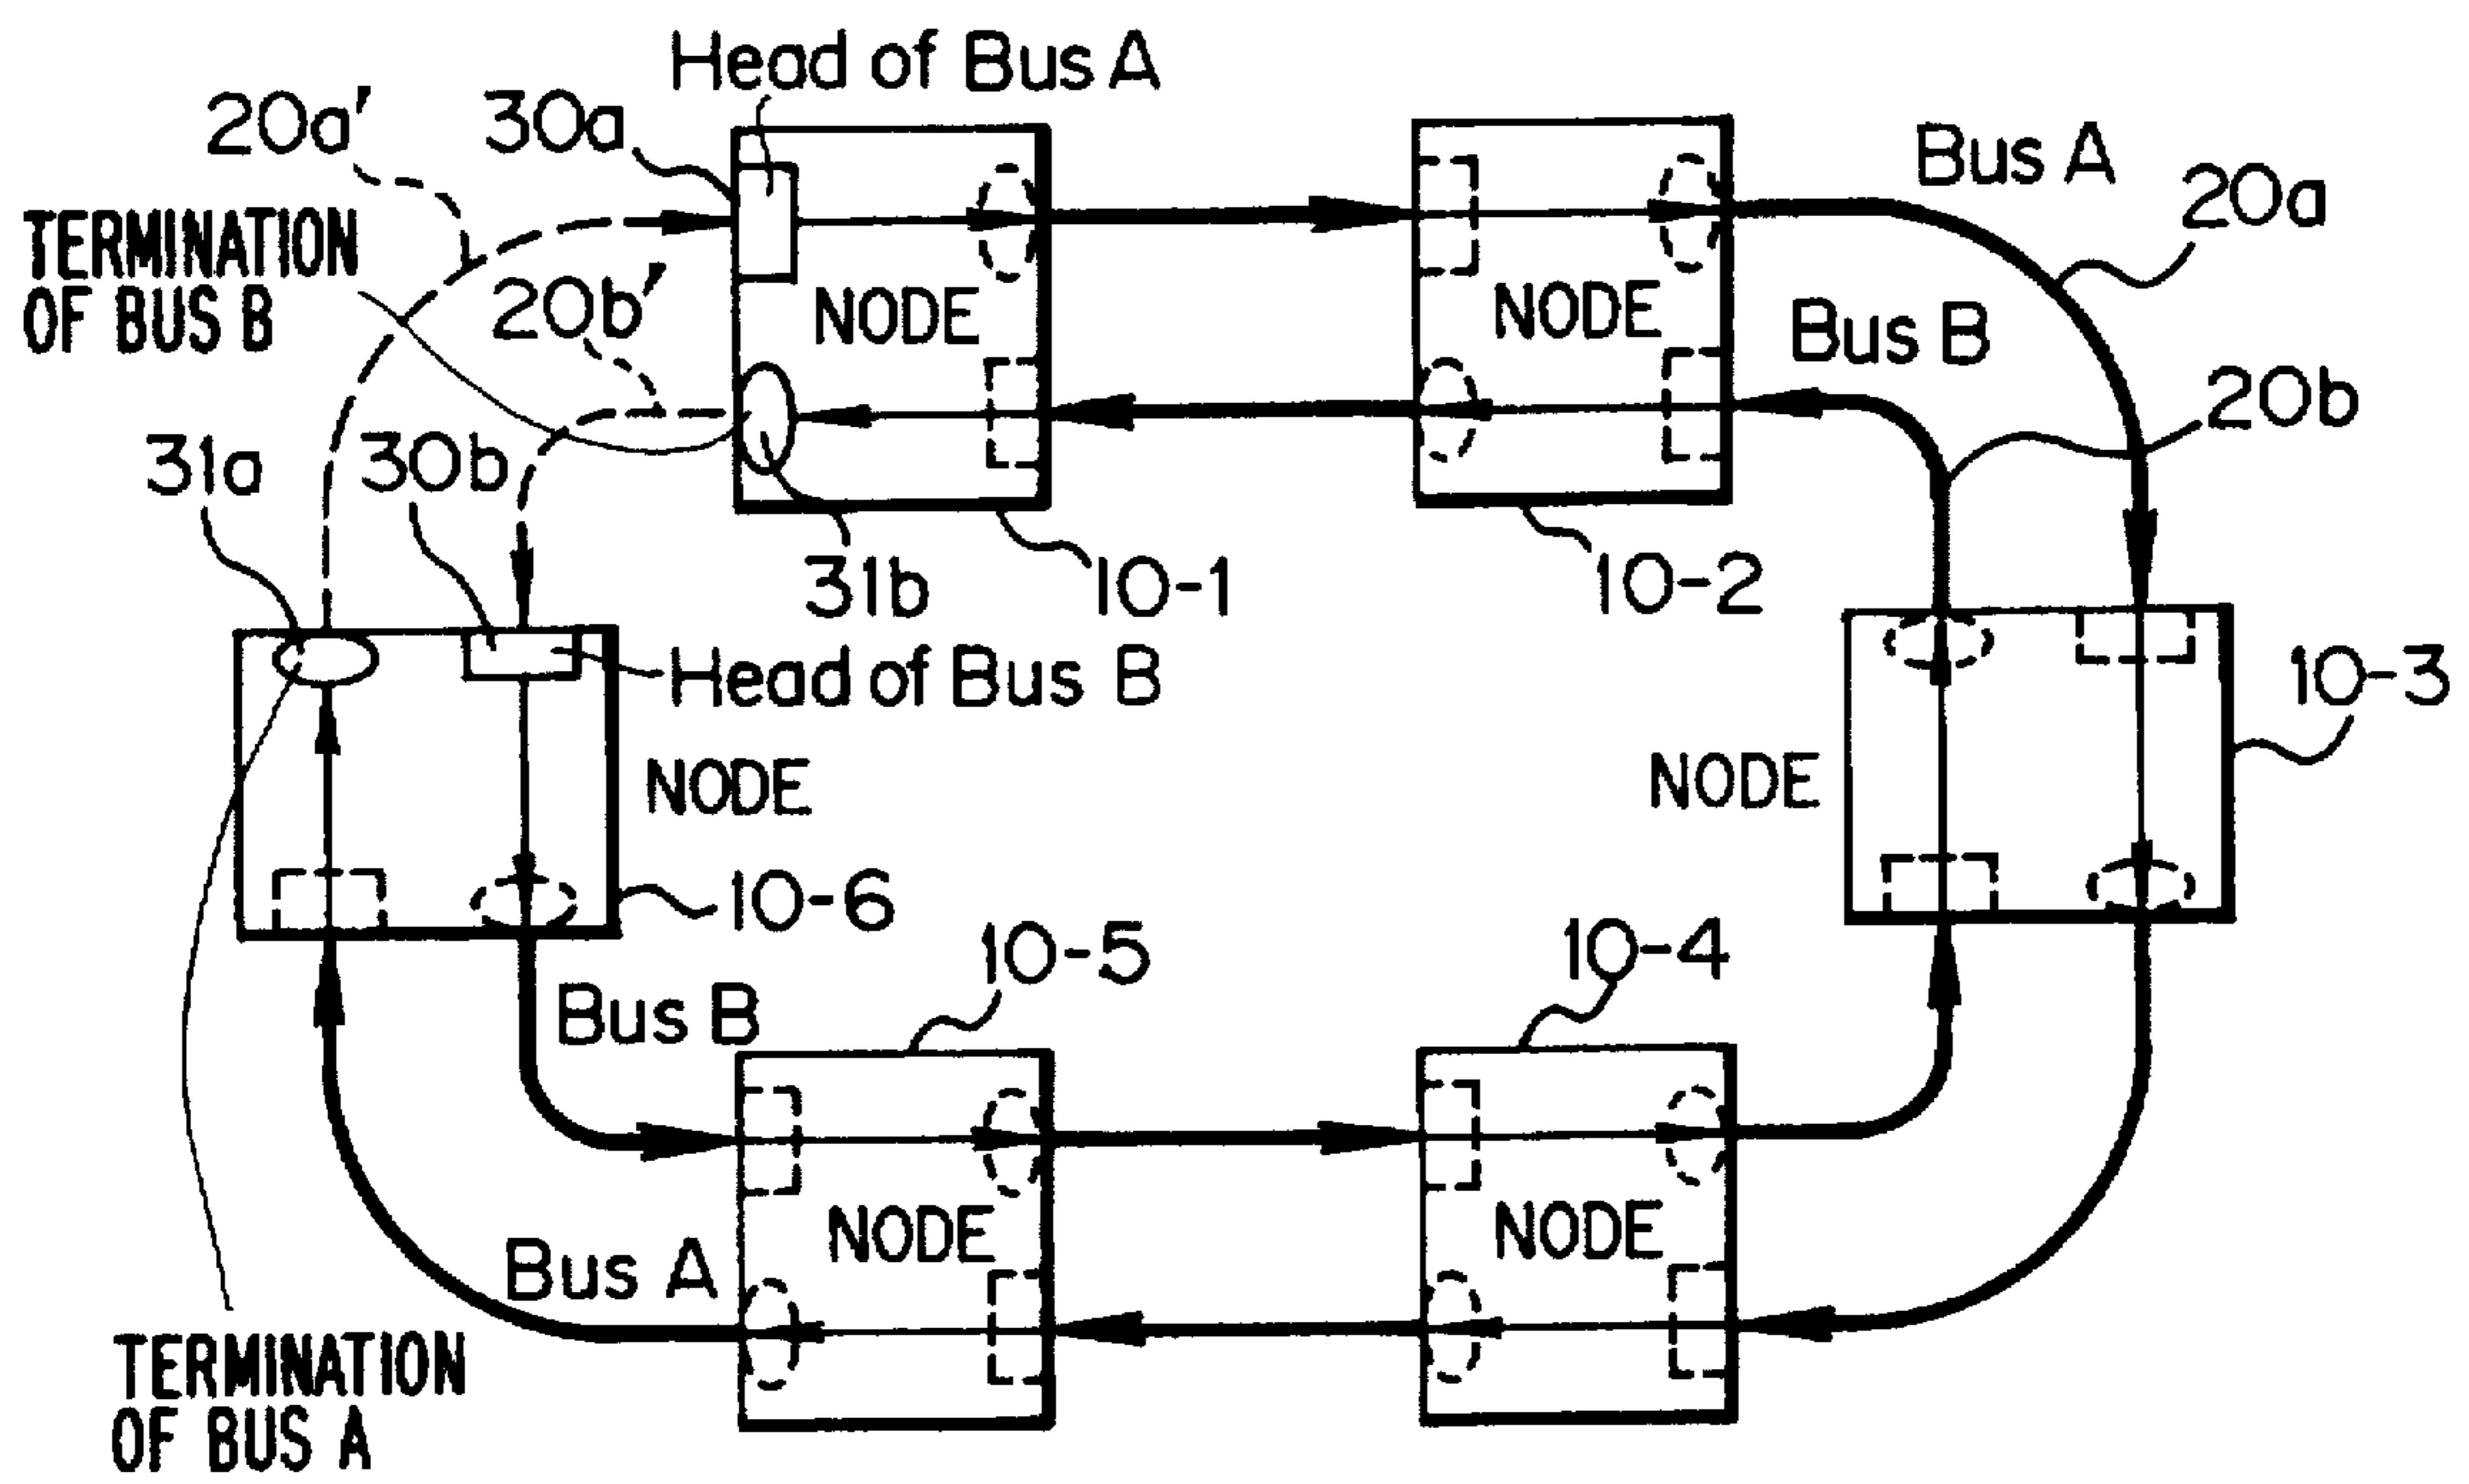 Head of Bus A
20a'
30a
Bus A
20a
TERMINATION
OF BUS B
20b'
NODE
NODE
Bus B
20b
31a
30b
31b
10-1
10-2
10-3
Head of Bus B
NODE
NODE
10-6
10-5
10-4
Bus B
NODE
NODE
Bus A
TERMINATION
OF BUS A